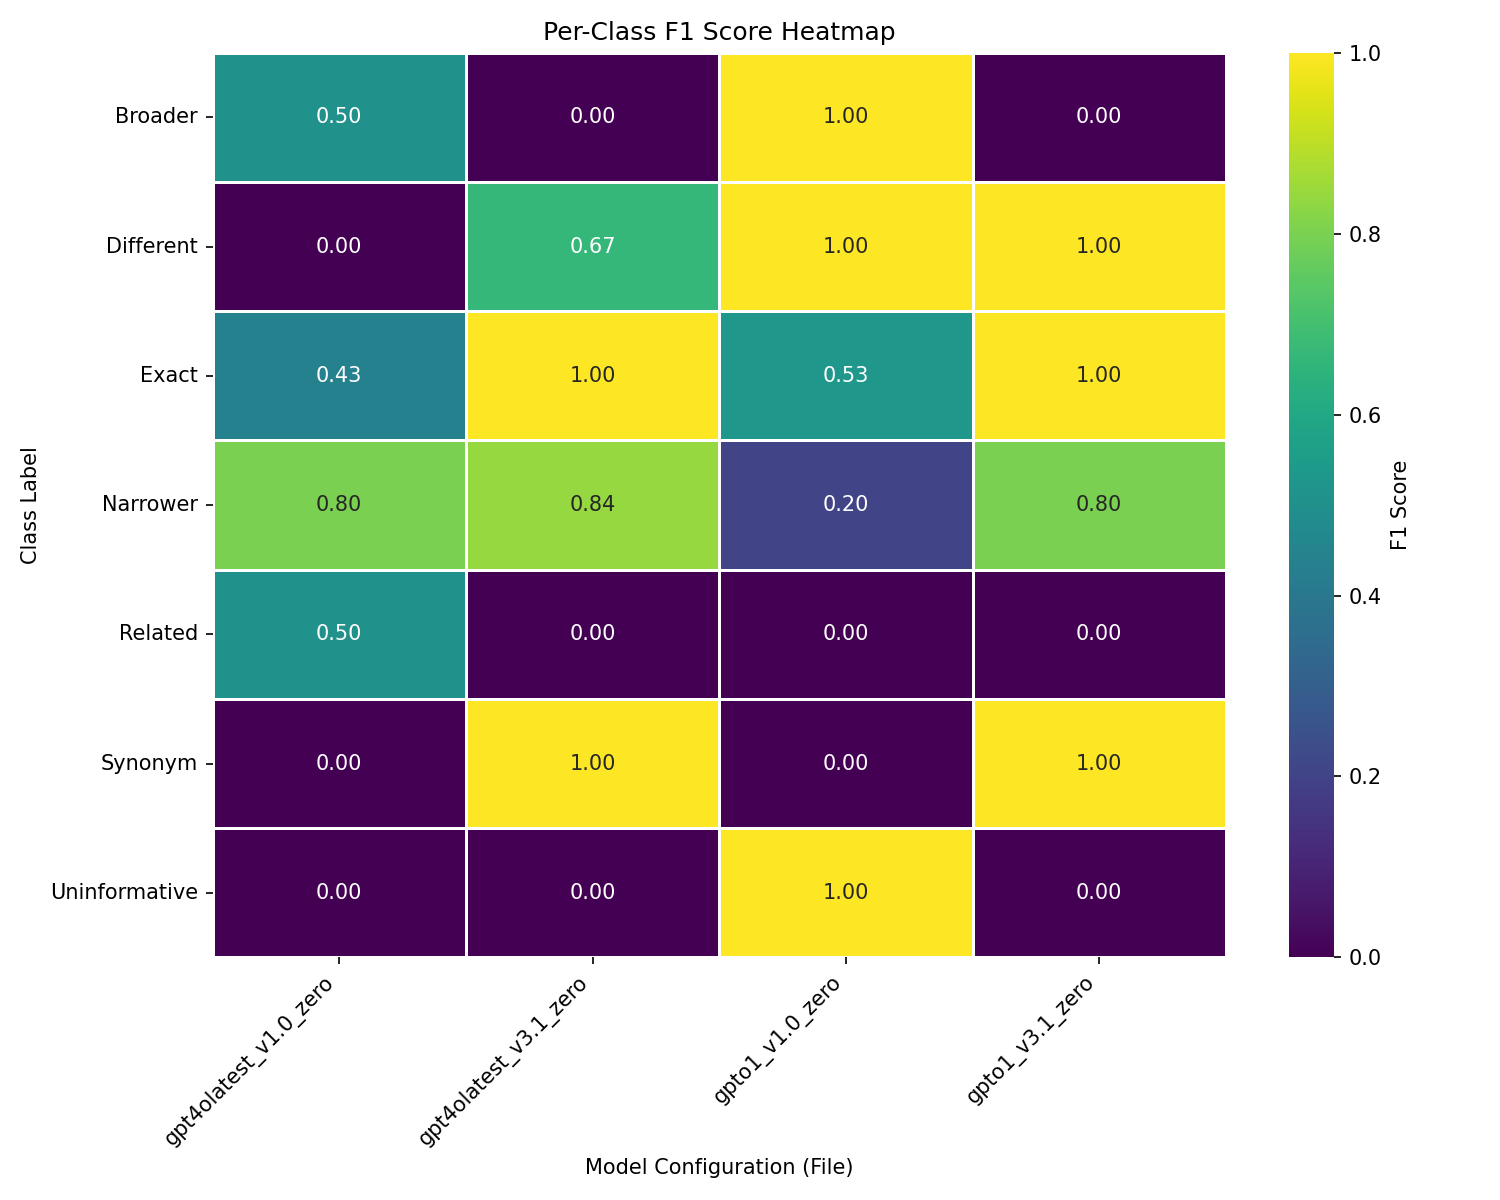 Per-Class F1 Score Heatmap
Broader 0.50 0.00 1.00 0.00
Different 0.00 0.67 1.00 1.00
Exact 0.43 1.00 0.53 1.00
Narrower 0.80 0.84 0.20 0.80
Related 0.50 0.00 0.00 0.00
Synonym 0.00 1.00 0.00 1.00
Uninformative 0.00 0.00 1.00 0.00
Class Label
gpt4olatest_v1.0_zero
gpt4olatest_v3.1_zero
gpto1_v1.0_zero
gpto1_v3.1_zero
Model Configuration (File)
1.0
0.8
0.6
0.4
0.2
0.0
F1 Score